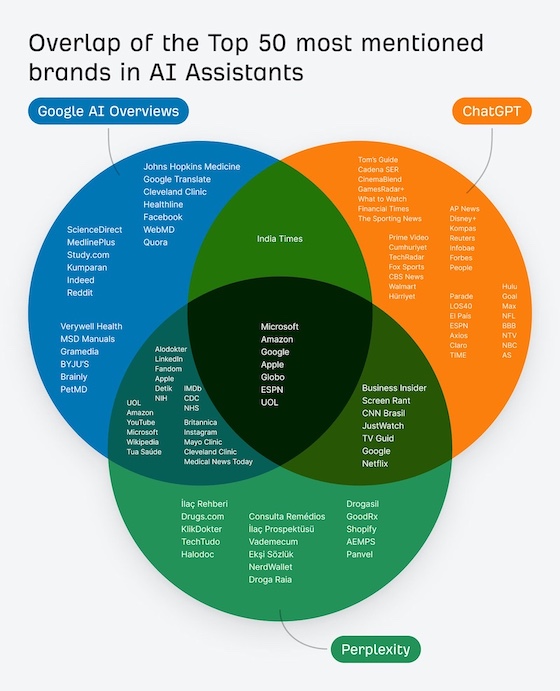 Overlap of the Top 50 most mentioned
brands in AI Assistants
Google AI Overviews
ChatGPT
Johns Hopkins Medicine
Google Translate
Cleveland Clinic
Healthline
Facebook
WebMD
Quora
ScienceDirect
MedlinePlus
Study.com
Kumparan
Indeed
Reddit
Verywell Health
MSD Manuals
Gramedia
BYJU'S
Brainly
PetMD
India Times
Tom's Guide
Cadena SER
CinemaBlend
GamesRadar+
What to Watch
Financial Times
The Sporting News
Prime Video
Cumhuriyet
TechRadar
Fox Sports
CBS News
Walmart
Hürriyet
AP News
Disney+
Kompas
Reuters
Infobae
Forbes
People
Parade
LOS40
El País
ESPN
Axios
Claro
TIME
Hulu
Goal
Max
NFL
BBB
NTV
NBC
AS
Microsoft
Amazon
Google
Apple
Globo
ESPN
UOL
Alodokter
LinkedIn
Fandom
Apple
Detik
NIH
IMDb
CDC
NHS
UOL
Amazon
YouTube
Microsoft
Wikipedia
Tua Saúde
Britannica
Instagram
Mayo Clinic
Cleveland Clinic
Medical News Today
Business Insider
Screen Rant
CNN Brasil
JustWatch
TV Guid
Google
Netflix
İlaç Rehberi
Drugs.com
KlikDokter
TechTudo
Halodoc
Consulta Remédios
İlaç Prospektüsü
Vademecum
Ekşi Sözlük
NerdWallet
Droga Raia
Drogasil
GoodRx
Shopify
AEMPS
Panvel
Perplexity